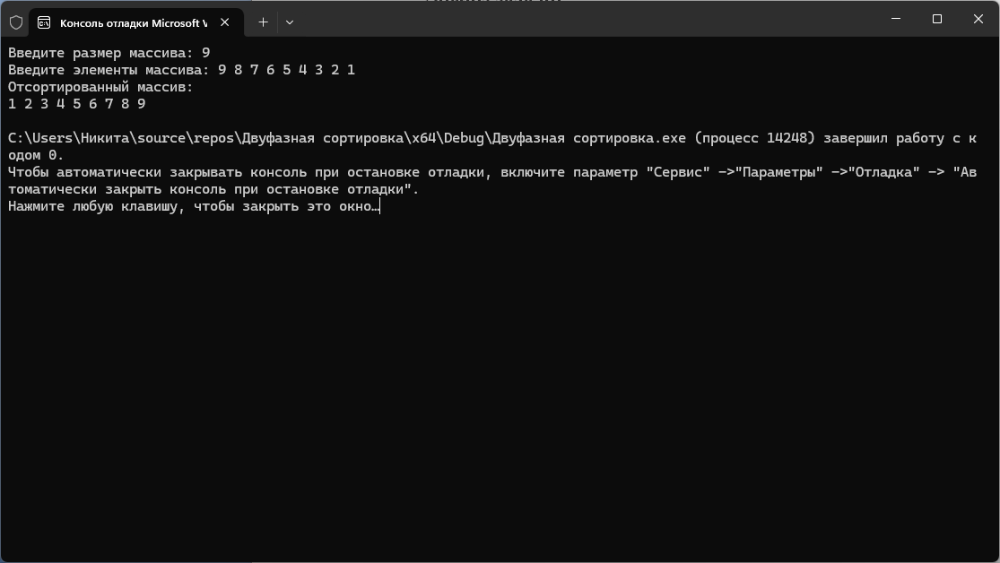 Консоль отладки Microsoft V
Введите размер массива: 9
Введите элементы массива: 9 8 7 6 5 4 3 2 1
Отсортированный массив:
1 2 3 4 5 6 7 8 9
C:\Users\Никита\source\repos\Двуфазная сортировка\x64\Debug\Двуфазная сортировка.exe (процесс 14248) завершил работу с к
одом 0.
Чтобы автоматически закрывать консоль при остановке отладки, включите параметр "Сервис" ->"Параметры" ->"Отладка" -> "Ав
томатически закрыть консоль при остановке отладки".
Нажмите любую клавишу, чтобы закрыть это окно…